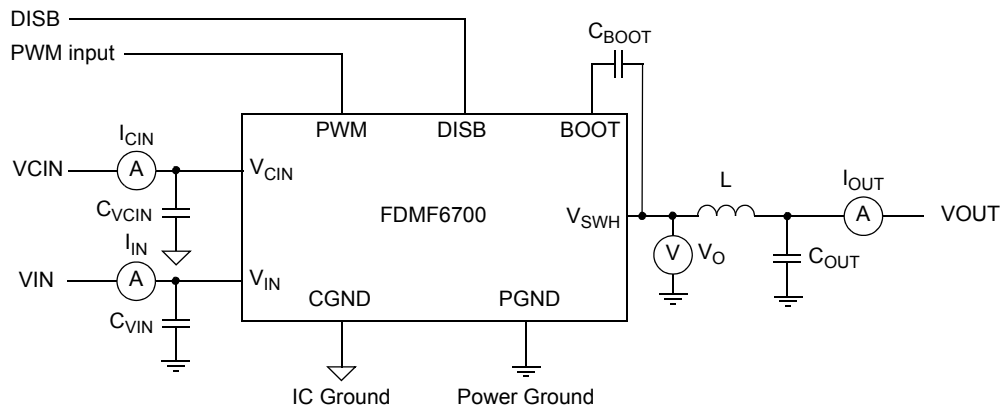 DISB
PWM input
C_BOOT
PWM
DISB
BOOT
I_CIN
A
VCIN
V_CIN
C_VCIN
FDMF6700
V_SWH
L
I_OUT
A
VOUT
V
V_O
C_OUT
I_IN
A
VIN
V_IN
C_VIN
CGND
PGND
IC Ground
Power Ground